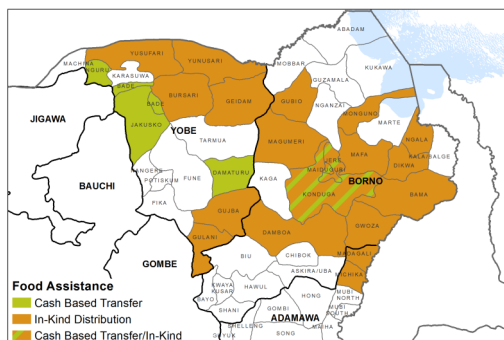 ABADAM
YUSUFARI
MACHINA
YUNUSARI
MOBBAR
KUKAWA
NGURU
KARASUWA
GUZAMALA
BADE
BURSARI
GEIDAM
GUBIO
BADE
NGANZAI
MONGUNO
JIGAWA
JAKUSKO
MARTE
YOBE
MAGUMERI
NGALA
TARMUA
JERE
MAFA
KALA/BALGE
MAIDUGURI
DIKWA
NANGERE
DAMATURU
KAGA
BORNO
BAUCHI
POTISKUM
FUNE
KONDUGA
BAMA
FIKA
GUJBA
GWOZA
DAMBOA
GULANI
GOMBE
BIU
CHIBOK
MADAGALI
ASKIRA/UBA
MICHIKA
Food Assistance
KWAYA
KUSAR
HAWUL
Cash Based Transfer
BAYO
HONG
MUBI
NORTH
In-Kind Distribution
SHANI
GOMBI
MUBI
SOUTH
ADAMAWA
SHELLENG
MAIHA
Cash Based Transfer/In-Kind
SONG